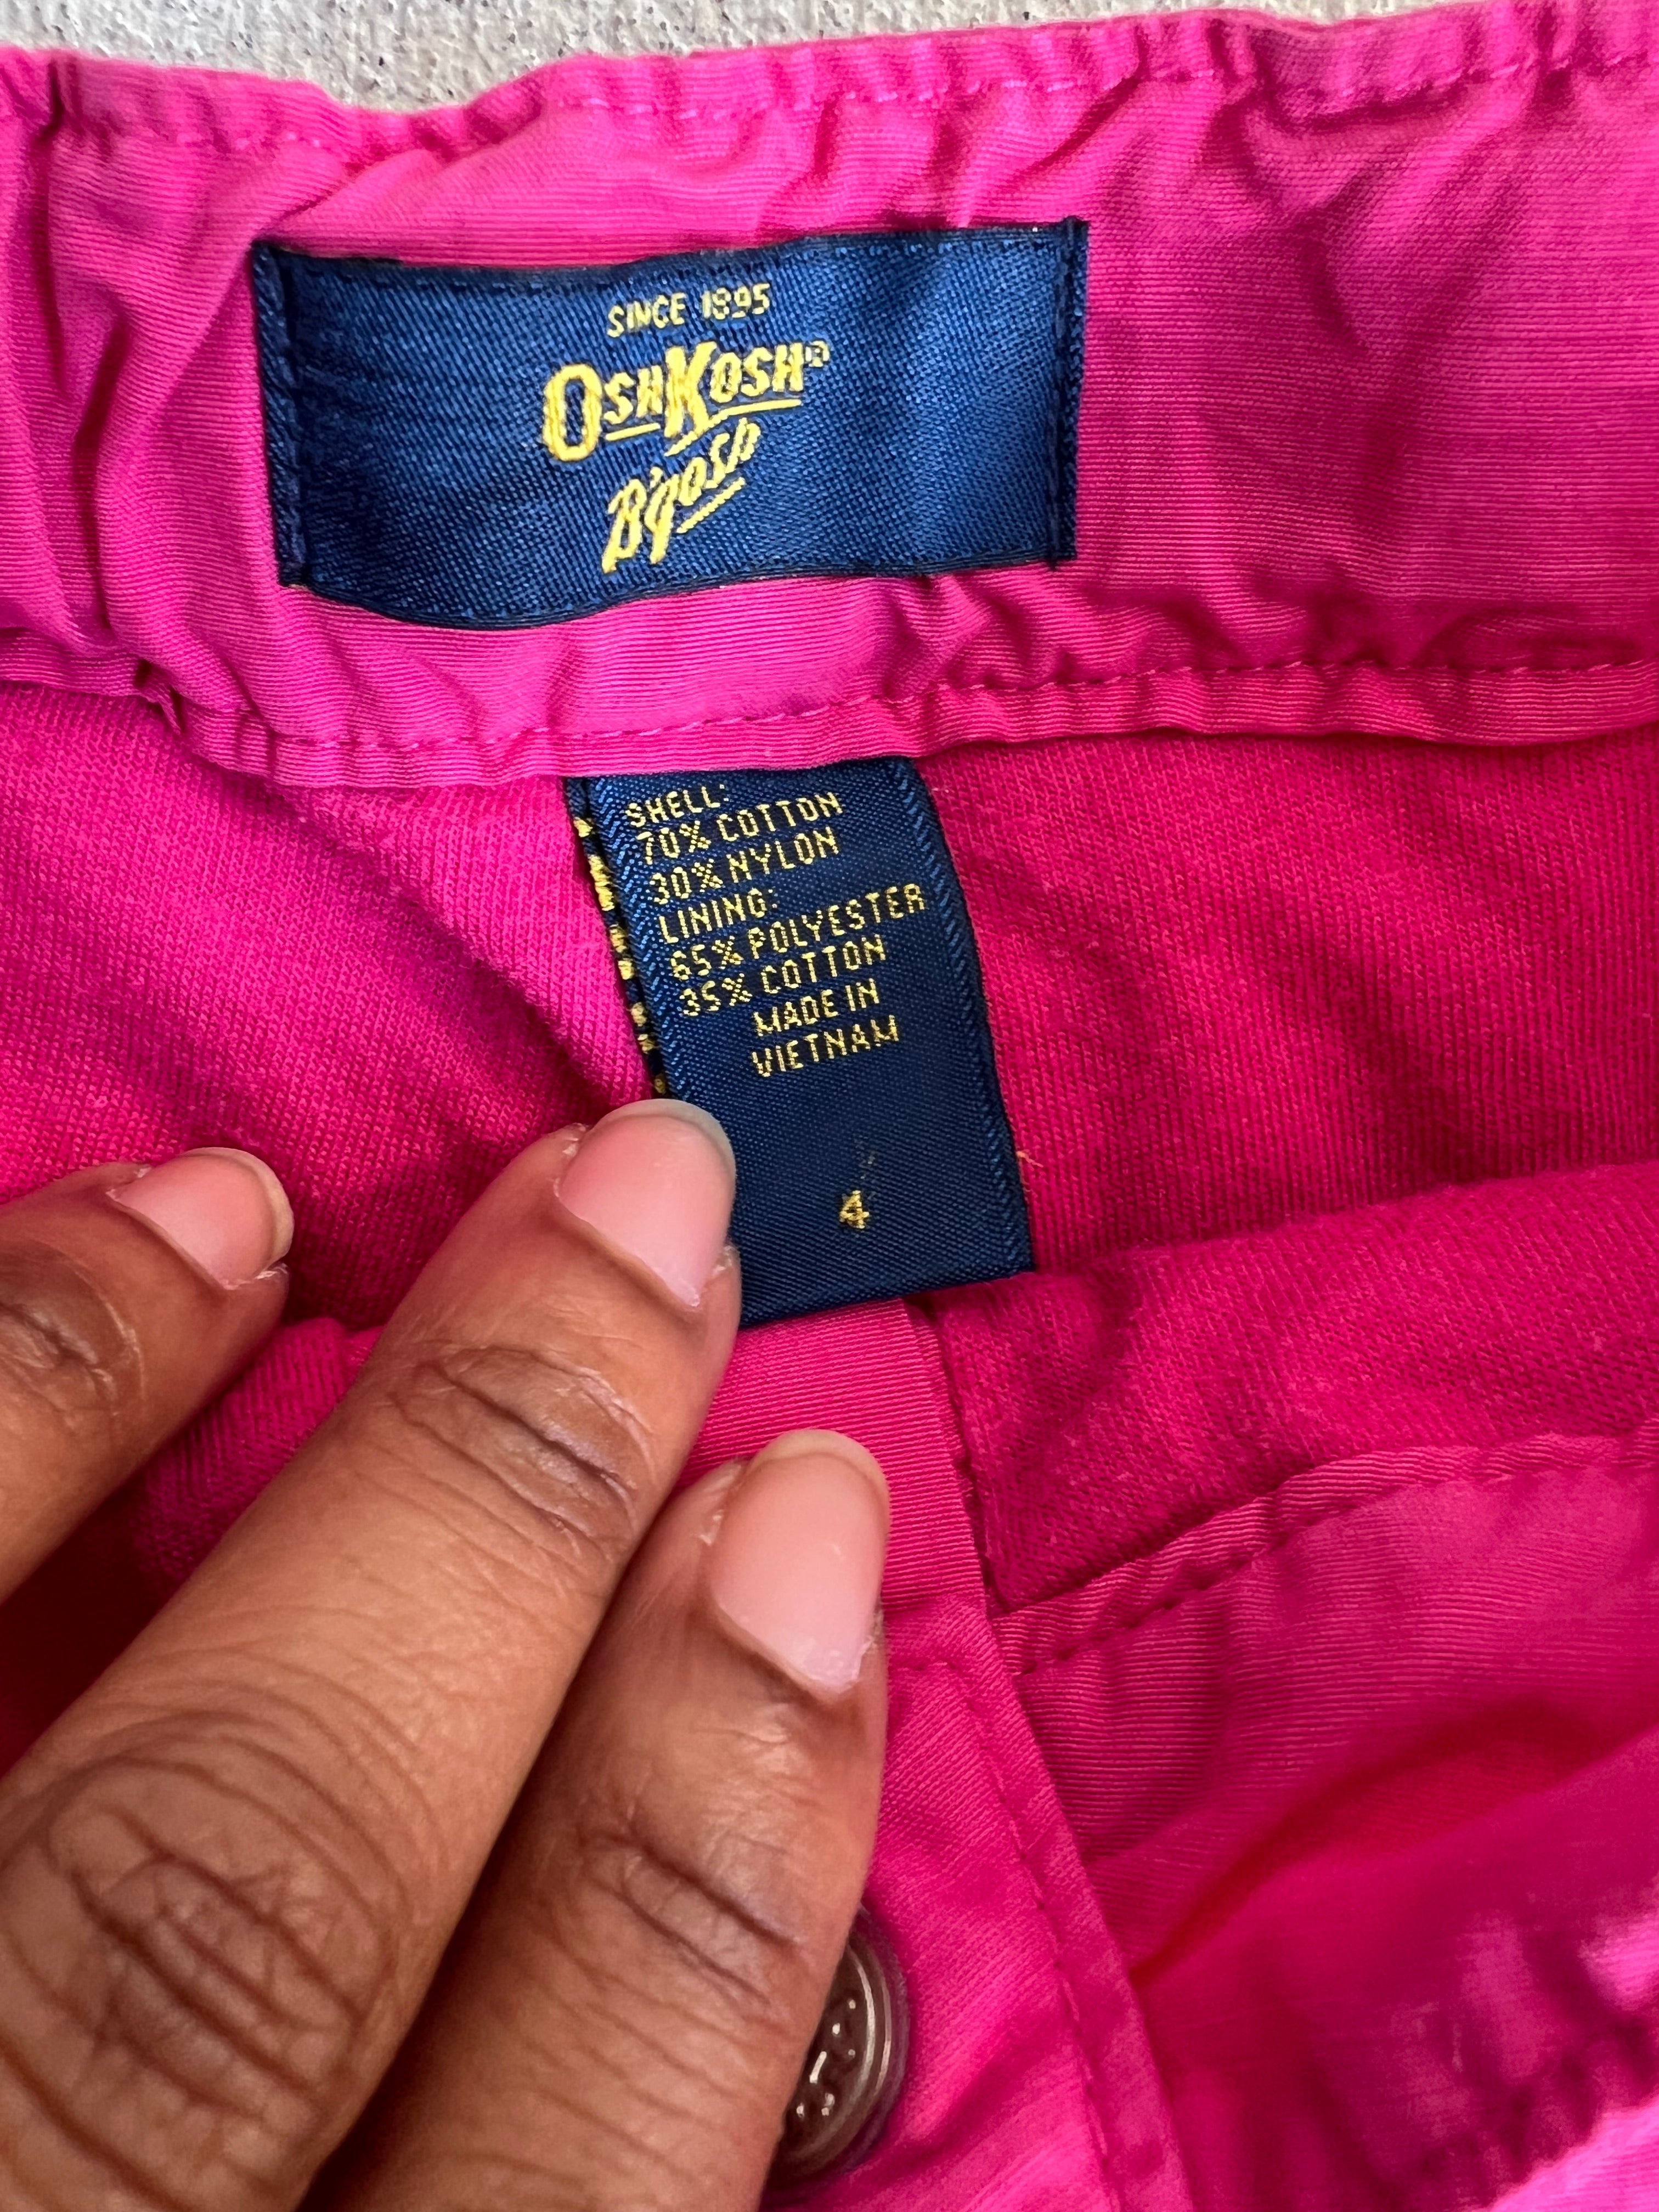 SINCE 1895
OSHKOSH®
B'gosh
SHELL:
70% COTTON
30% NYLON
LINING:
65% POLYESTER
35% COTTON
MADE IN
VIETNAM
4